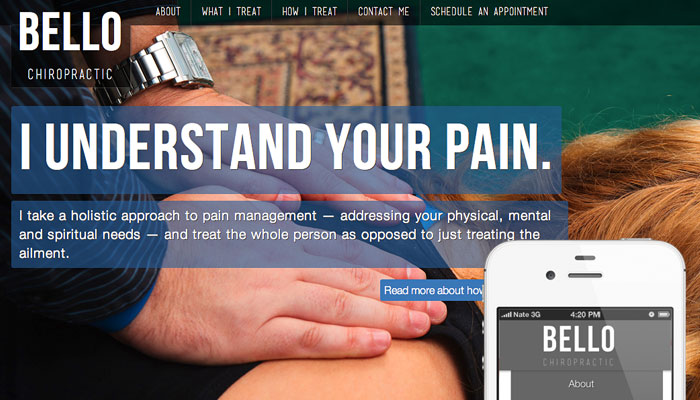 ABOUT WHAT I TREAT HOW I TREAT CONTACT ME SCHEDULE AN APPOINTMENT
BELLO
CHIROPRACTIC
I UNDERSTAND YOUR PAIN.
I take a holistic approach to pain management — addressing your physical, mental
and spiritual needs — and treat the whole person as opposed to just treating the
ailment.
Read more about how
Nate 3G 4:20 PM
BELLO
CHIROPRACTIC
About